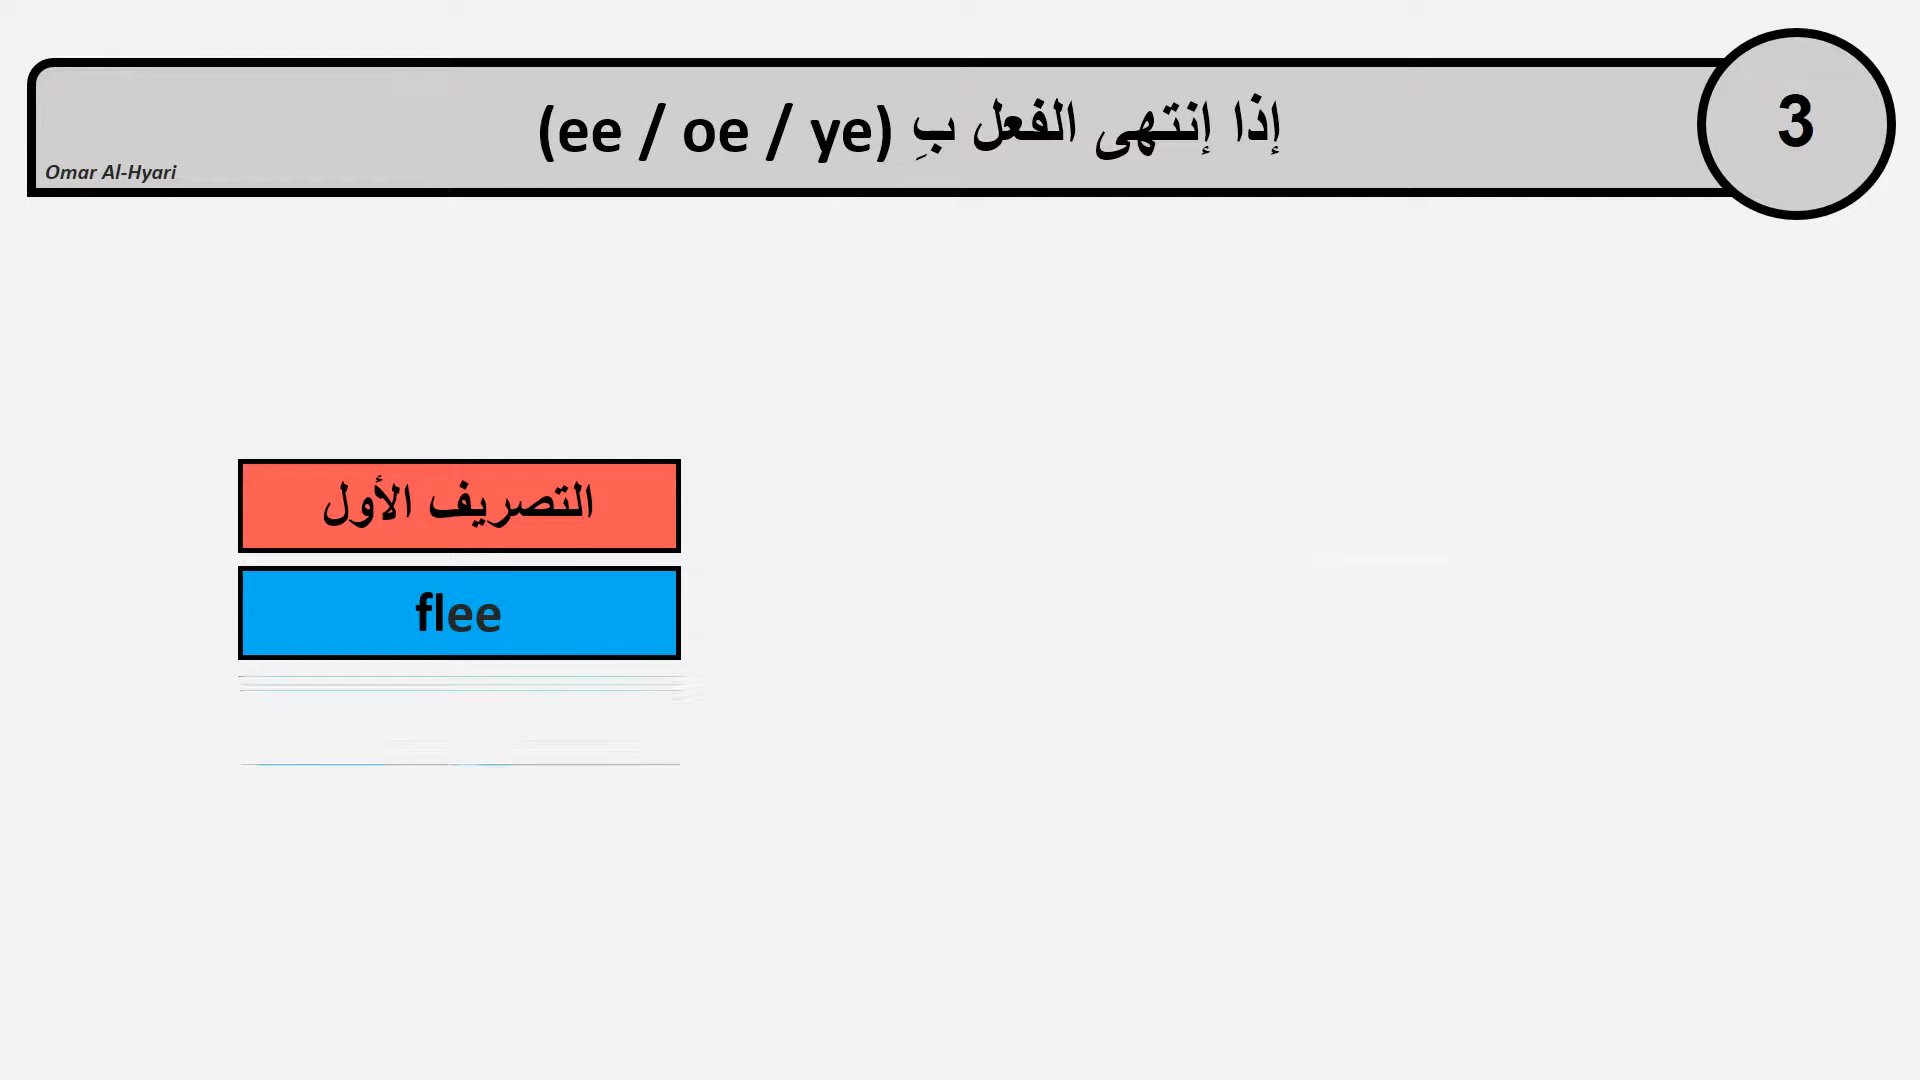 إذا إنتهى الفعل بِ (ee / oe / ye)
3
Omar Al-Hyari
التصريف الأول
flee